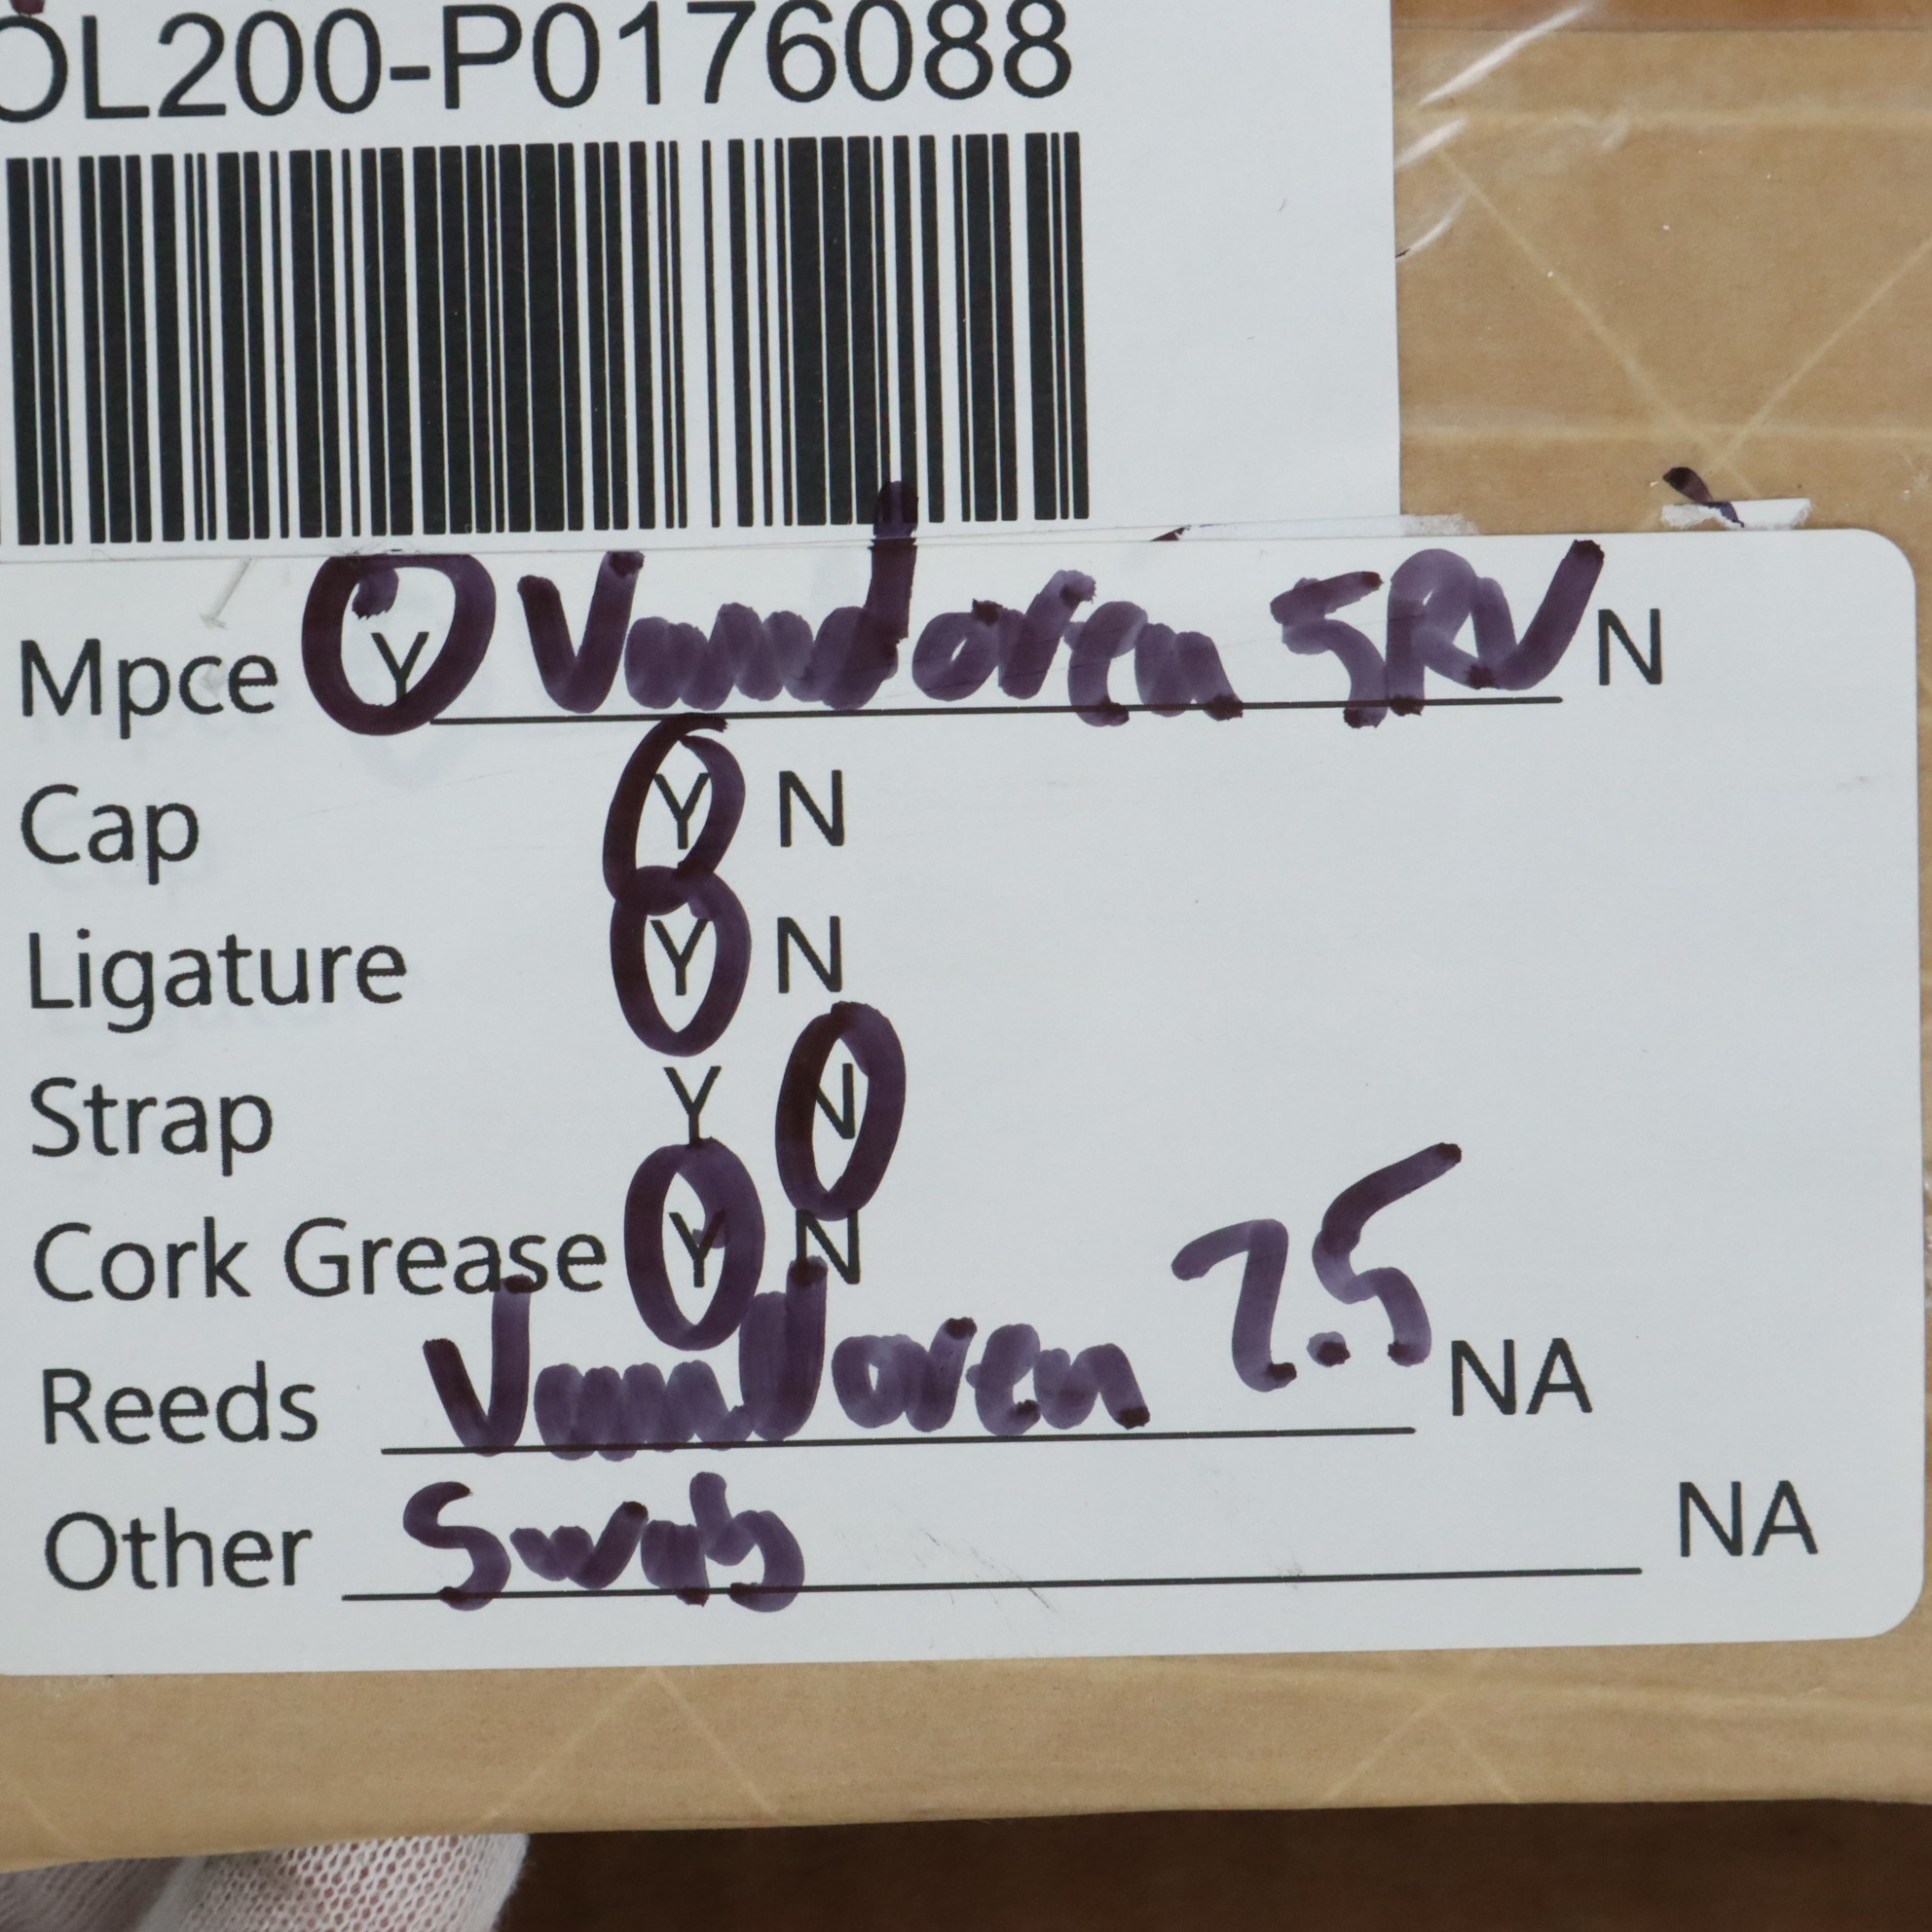 OL200-P0176088
Mpce Y Vandoren 5RV N
Cap Y N
Ligature Y N
Strap Y N
Cork Grease Y N
Reeds Vandoren 2.5 NA
Other Swab NA